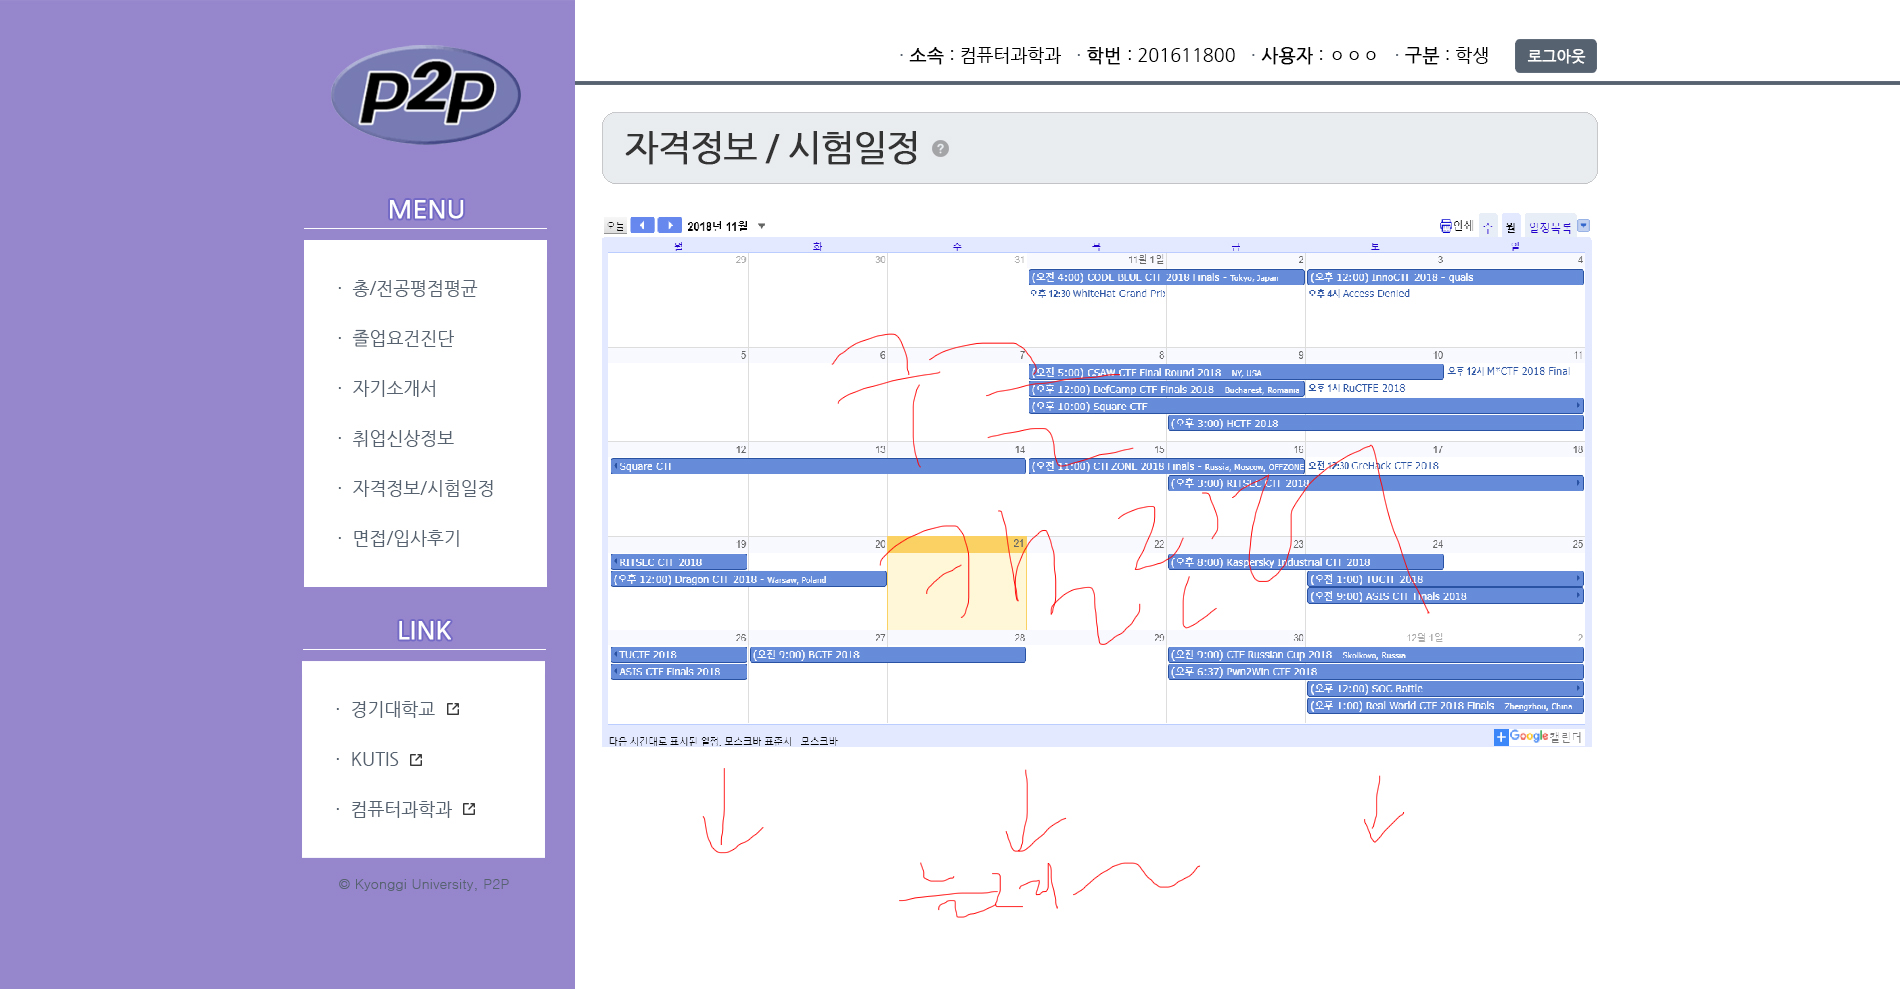 p2p
MENU
· 총/전공평점평균
· 졸업요건진단
· 자기소개서
· 취업신상정보
· 자격정보/시험일정
· 면접/입사후기
LINK
· 경기대학교
· KUTIS
· 컴퓨터과학과
© Kyonggi University, P2P
· 소속 : 컴퓨터과학과 · 학번 : 201611800 · 사용자 : ㅇㅇㅇ · 구분 : 학생 로그아웃
자격정보 / 시험일정 ?
오늘 2018년 11월 인쇄 주 월 일정목록
월 화 수 목 금 토 일
29 30 31 11월 1일 2 3 4
(오전 4:00) CODE BLUE CTF 2018 Finals - Tokyo, Japan (오후 12:00) InnoCTF 2018 - quals
오후 12:30 WhiteHat Grand Prix 오후 4시 Access Denied
5 6 7 8 9 10 11
(오전 5:00) CSAW CTF Final Round 2018 NY, USA 오후 12시 M*CTF 2018 Final
(오후 12:00) DefCamp CTF Finals 2018 Bucharest, Romania 오후 1시 RuCTFE 2018
(오후 10:00) Square CTF
(오후 3:00) HCTF 2018
12 13 14 15 16 17 18
Square CTF (오전 11:00) CTFZONE 2018 Finals - Russia, Moscow, OFFZONE 오전 12:30 GreHack CTF 2018
(오후 3:00) RITSEC CTF 2018
19 20 21 22 23 24 25
RITSEC CTF 2018 (오후 8:00) Kaspersky Industrial CTF 2018
(오후 12:00) Dragon CTF 2018 - Warsaw, Poland (오전 1:00) TUCTF 2018
(오전 9:00) ASIS CTF Finals 2018
26 27 28 29 30 12월 1일 2
TUCTF 2018 (오전 9:00) BCTF 2018 (오전 9:00) CTF Russian Cup 2018 Skolkovo, Russia
ASIS CTF Finals 2018 (오후 6:37) Pwn2Win CTF 2018
(오후 12:00) SOC Battle
(오후 1:00) Real World CTF 2018 Finals Zhengzhou, China
다음 시간대로 표시된 일정: 모스크바 표준시 - 모스크바 Google 캘린더
구글
캘린더